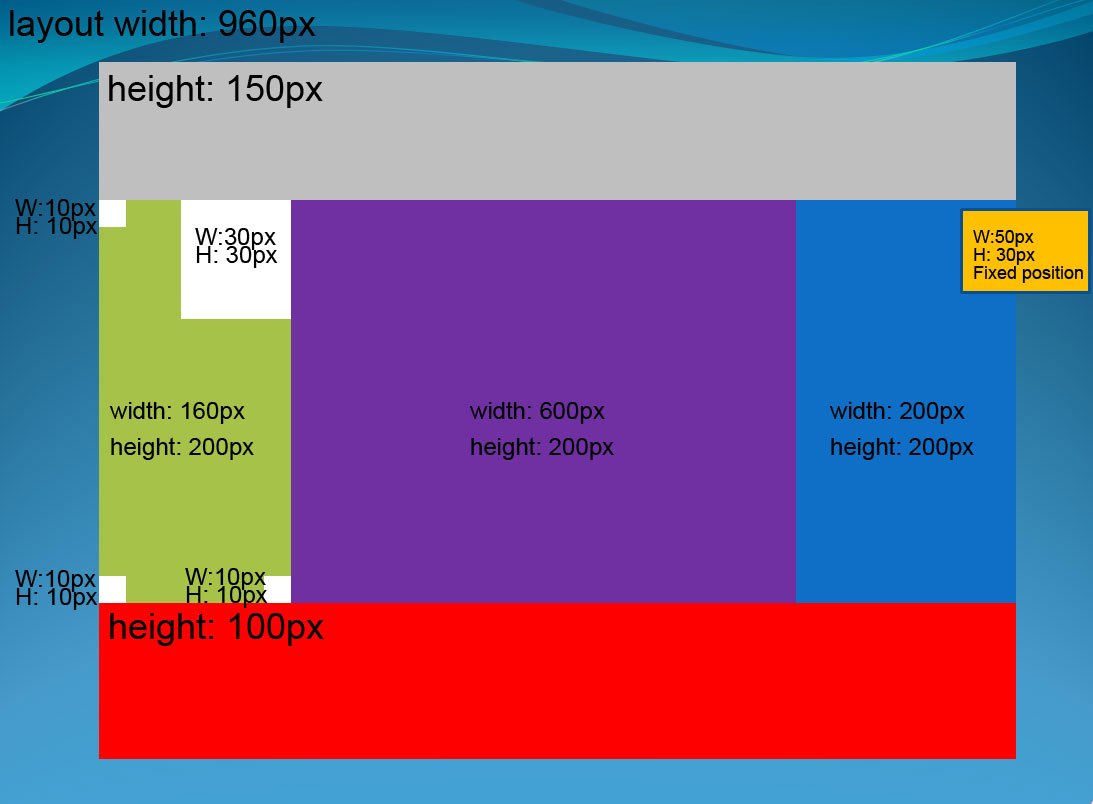 layout width: 960px
height: 150px
W:10px
H: 10px
W:30px
H: 30px
W:50px
H: 30px
Fixed position
width: 160px
height: 200px
width: 600px
height: 200px
width: 200px
height: 200px
W:10px
H: 10px
W:10px
H: 10px
height: 100px